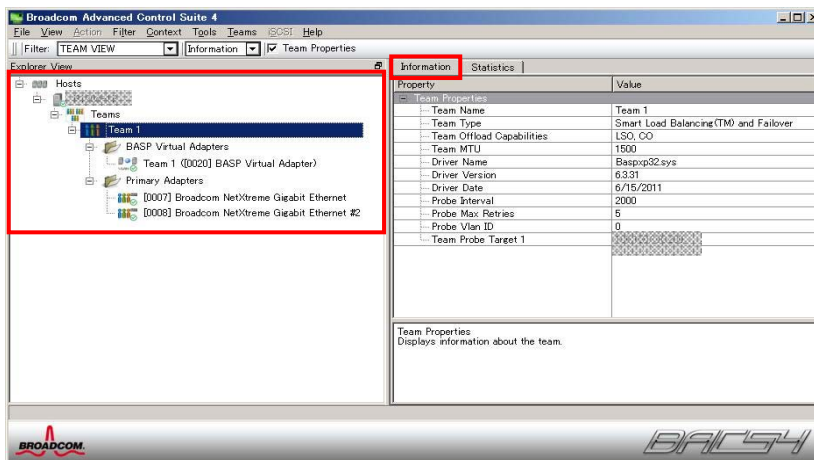 Broadcom Advanced Control Suite 4
File View Action Filter Context Tools Teams iSCSI Help
Filter: TEAM VIEW Information Team Properties
Explorer View
Hosts
Teams
Team 1
BASP Virtual Adapters
Team 1 ([0020] BASP Virtual Adapter)
Primary Adapters
[0007] Broadcom NetXtreme Gigabit Ethernet
[0008] Broadcom NetXtreme Gigabit Ethernet #2
Information Statistics
Property Value
Team Properties
Team Name Team 1
Team Type Smart Load Balancing(TM) and Failover
Team Offload Capabilities LSO, CO
Team MTU 1500
Driver Name Baspxp32.sys
Driver Version 6.3.31
Driver Date 6/15/2011
Probe Interval 2000
Probe Max Retries 5
Probe Vlan ID 0
Team Probe Target 1
Team Properties
Displays information about the team.
BROADCOM.
BACS4